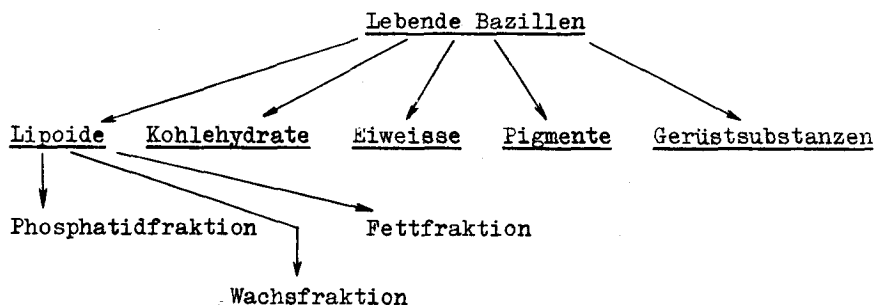 Lebende Bazillen
Lipoide Kohlehydrate Eiweisse Pigmente Gerüstsubstanzen
Phosphatidfraktion Fettfraktion
Wachsfraktion